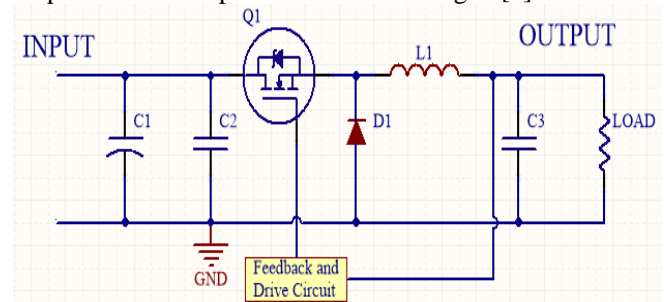 Q1
INPUT
L1
OUTPUT
C1
C2
D1
C3
LOAD
GND
Feedback and
Drive Circuit